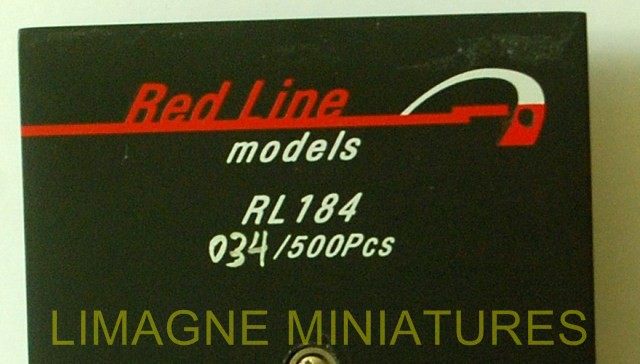 Red Line
models
RL184
034/500Pcs
LIMAGNE MINIATURES